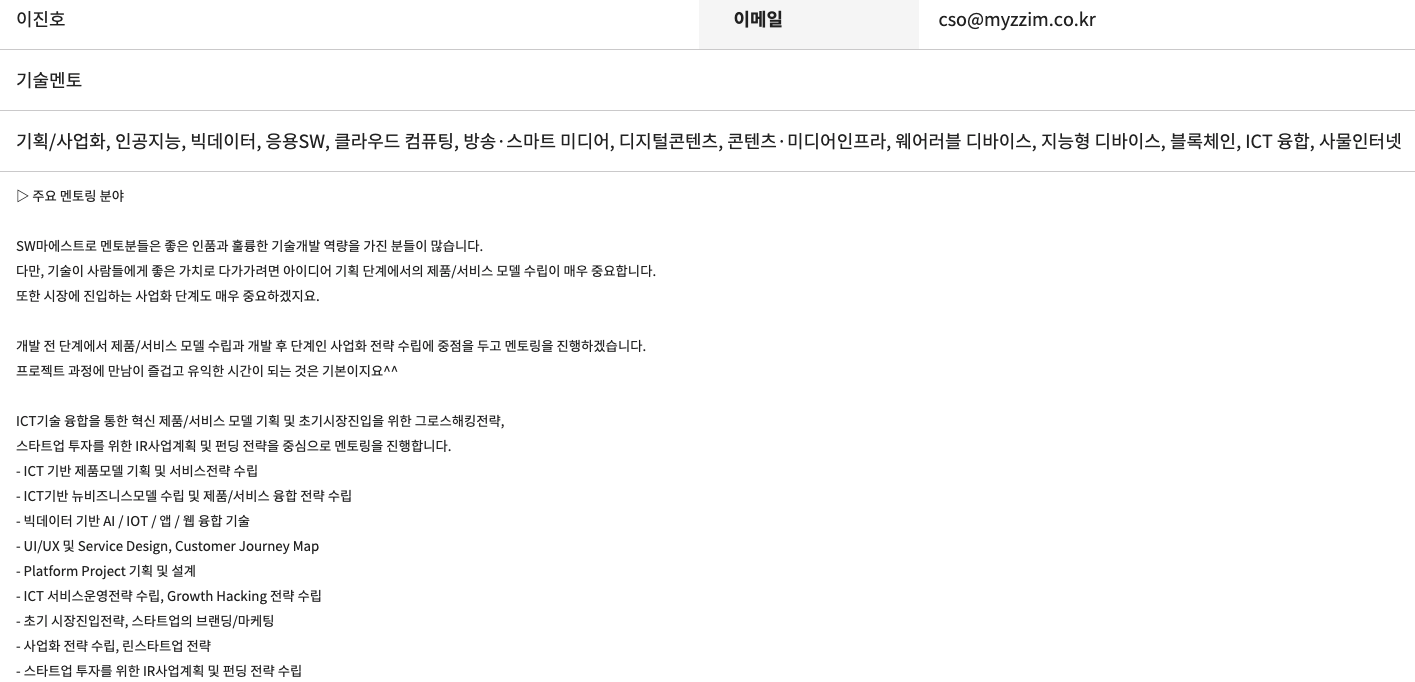 이진호 이메일 cso@myzzim.co.kr
기술멘토
기획/사업화, 인공지능, 빅데이터, 응용SW, 클라우드 컴퓨팅, 방송·스마트 미디어, 디지털콘텐츠, 콘텐츠·미디어인프라, 웨어러블 디바이스, 지능형 디바이스, 블록체인, ICT 융합, 사물인터넷
▷ 주요 멘토링 분야
SW마에스트로 멘토분들은 좋은 인품과 훌륭한 기술개발 역량을 가진 분들이 많습니다.
다만, 기술이 사람들에게 좋은 가치로 다가가려면 아이디어 기획 단계에서의 제품/서비스 모델 수립이 매우 중요합니다.
또한 시장에 진입하는 사업화 단계도 매우 중요하겠지요.
개발 전 단계에서 제품/서비스 모델 수립과 개발 후 단계인 사업화 전략 수립에 중점을 두고 멘토링을 진행하겠습니다.
프로젝트 과정에 만남이 즐겁고 유익한 시간이 되는 것은 기본이지요^^
ICT기술 융합을 통한 혁신 제품/서비스 모델 기획 및 초기시장진입을 위한 그로스해킹전략,
스타트업 투자를 위한 IR사업계획 및 펀딩 전략을 중심으로 멘토링을 진행합니다.
- ICT 기반 제품모델 기획 및 서비스전략 수립
- ICT기반 뉴비즈니스모델 수립 및 제품/서비스 융합 전략 수립
- 빅데이터 기반 AI / IOT / 앱 / 웹 융합 기술
- UI/UX 및 Service Design, Customer Journey Map
- Platform Project 기획 및 설계
- ICT 서비스운영전략 수립, Growth Hacking 전략 수립
- 초기 시장진입전략, 스타트업의 브랜딩/마케팅
- 사업화 전략 수립, 린스타트업 전략
- 스타트업 투자를 위한 IR사업계획 및 펀딩 전략 수립